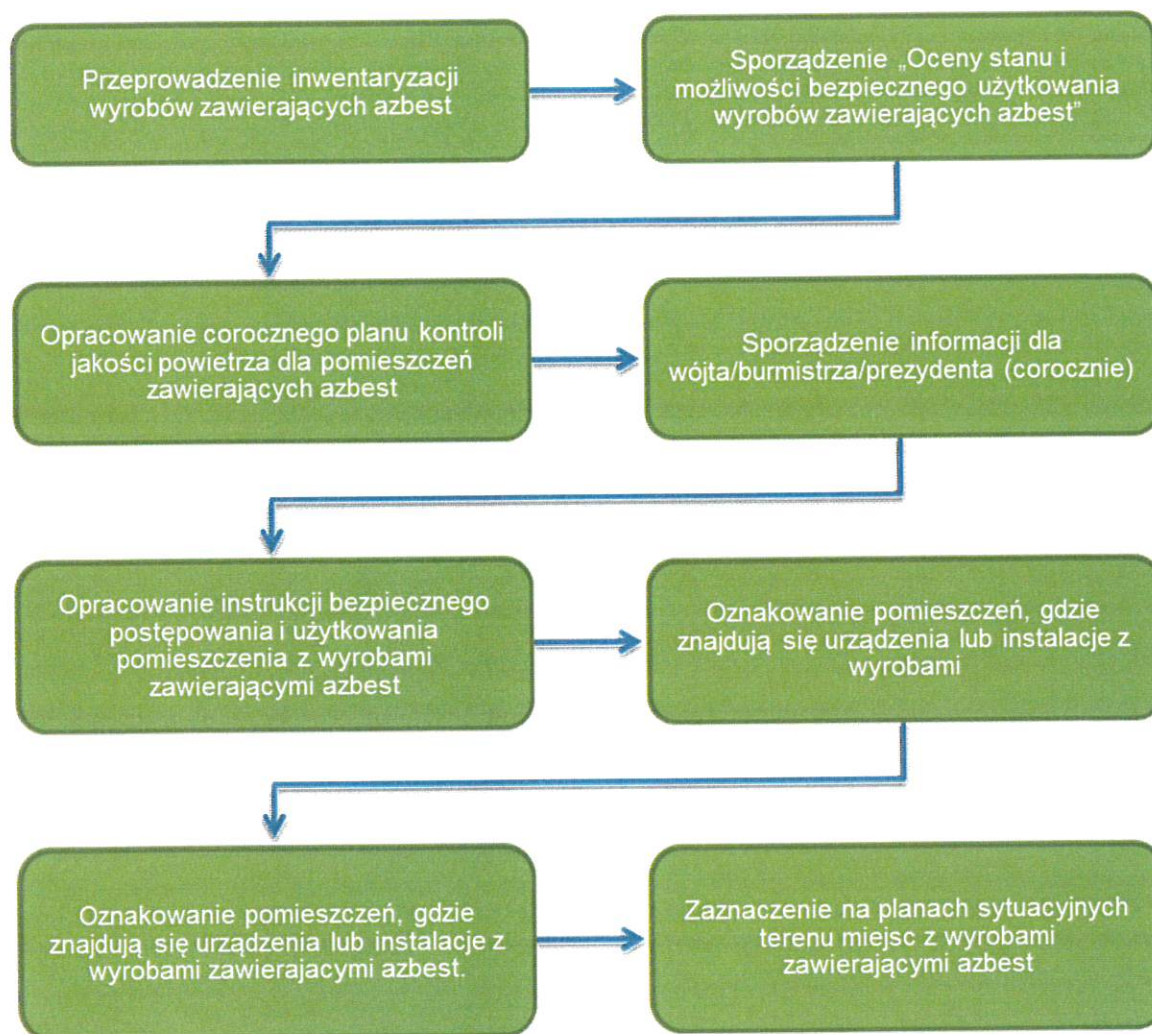 Przeprowadzenie inwentaryzacji
wyrobów zawierających azbest
Sporządzenie „Oceny stanu i
możliwości bezpiecznego użytkowania
wyrobów zawierających azbest”
Opracowanie corocznego planu kontroli
jakości powietrza dla pomieszczeń
zawierających azbest
Sporządzenie informacji dla
wójta/burmistrza/prezydenta (corocznie)
Opracowanie instrukcji bezpiecznego
postępowania i użytkowania
pomieszczenia z wyrobami
zawierającymi azbest
Oznakowanie pomieszczeń, gdzie
znajdują się urządzenia lub instalacje z
wyrobami
Oznakowanie pomieszczeń, gdzie
znajdują się urządzenia lub instalacje z
wyrobami zawierajacymi azbest.
Zaznaczenie na planach sytuacyjnych
terenu miejsc z wyrobami
zawierającymi azbest